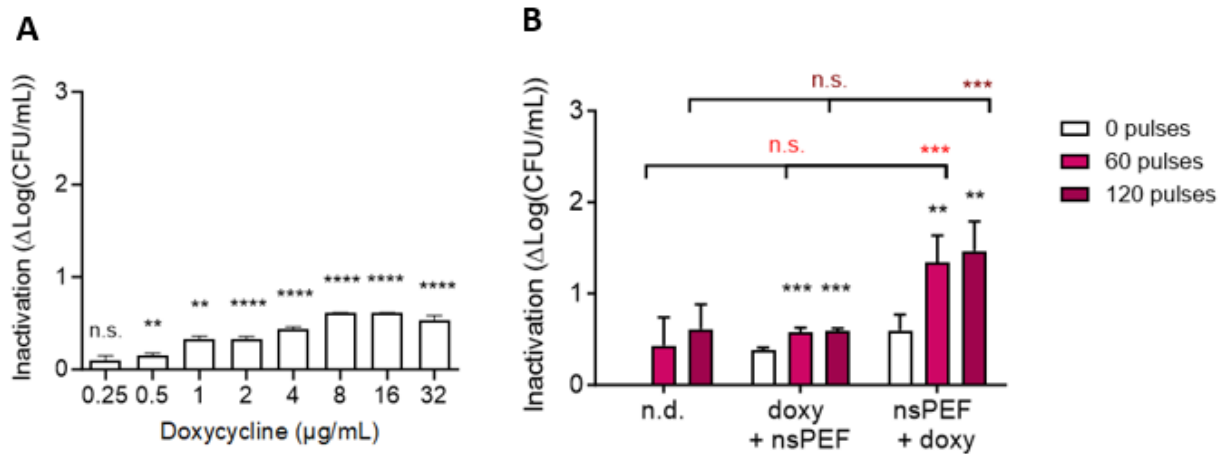 A
Inactivation (ΔLog(CFU/mL))
3
2
1
0
n.s.
**
**
****
****
****
****
****
0.25 0.5 1 2 4 8 16 32
Doxycycline (µg/mL)
B
Inactivation (ΔLog(CFU/mL))
3
2
1
0
n.s.
***
n.s.
***
***
***
**
**
n.d.
doxy
+ nsPEF
nsPEF
+ doxy
0 pulses
60 pulses
120 pulses